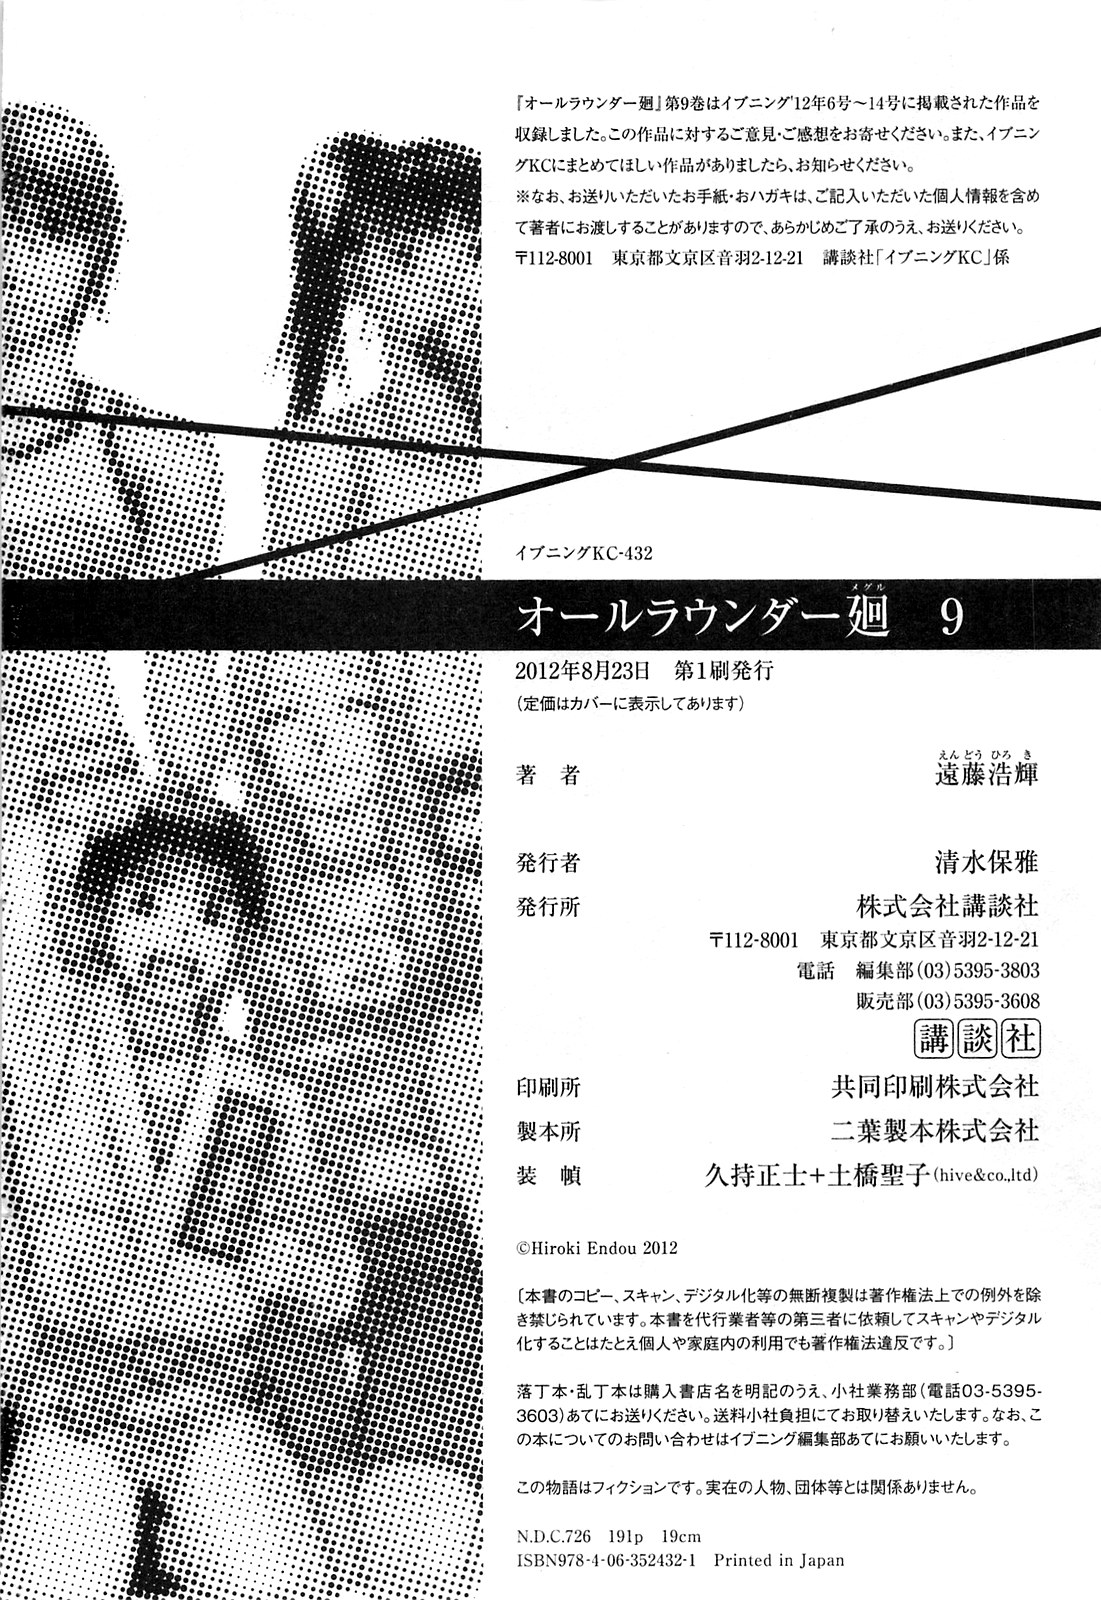 『オールラウンダー廻』第9巻はイブニング'12年6号〜14号に掲載された作品を
収録しました。この作品に対するご意見・ご感想をお寄せください。また、イブニン
グKCにまとめてほしい作品がありましたら、お知らせください。
※なお、お送りいただいたお手紙・おハガキは、ご記入いただいた個人情報を含め
て著者にお渡しすることがありますので、あらかじめご了承のうえ、お送りください。
〒112-8001 東京都文京区音羽2-12-21 講談社「イブニングKC」係
イブニングKC-432
メグル
オールラウンダー廻 9
2012年8月23日 第1刷発行
(定価はカバーに表示してあります)
えんどうひろき
著者 遠藤浩輝
発行者 清水保雅
発行所 株式会社講談社
〒112-8001 東京都文京区音羽2-12-21
電話 編集部(03)5395-3803
販売部(03)5395-3608
講談社
印刷所 共同印刷株式会社
製本所 二葉製本株式会社
装幀 久持正士+土橋聖子(hive&co.,ltd)
©Hiroki Endou 2012
〔本書のコピー、スキャン、デジタル化等の無断複製は著作権法上での例外を除
き禁じられています。本書を代行業者等の第三者に依頼してスキャンやデジタル
化することはたとえ個人や家庭内の利用でも著作権法違反です。〕
落丁本・乱丁本は購入書店名を明記のうえ、小社業務部(電話03-5395-
3603)あてにお送りください。送料小社負担にてお取り替えいたします。なお、こ
の本についてのお問い合わせはイブニング編集部あてにお願いいたします。
この物語はフィクションです。実在の人物、団体等とは関係ありません。
N.D.C.726 191p 19cm
ISBN978-4-06-352432-1 Printed in Japan